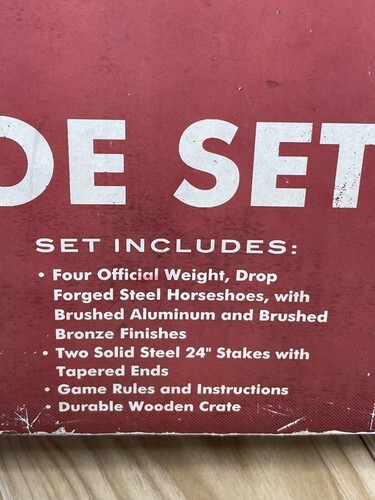 OE SET
SET INCLUDES:
• Four Official Weight, Drop
Forged Steel Horseshoes, with
Brushed Aluminum and Brushed
Bronze Finishes
• Two Solid Steel 24" Stakes with
Tapered Ends
• Game Rules and Instructions
• Durable Wooden Crate